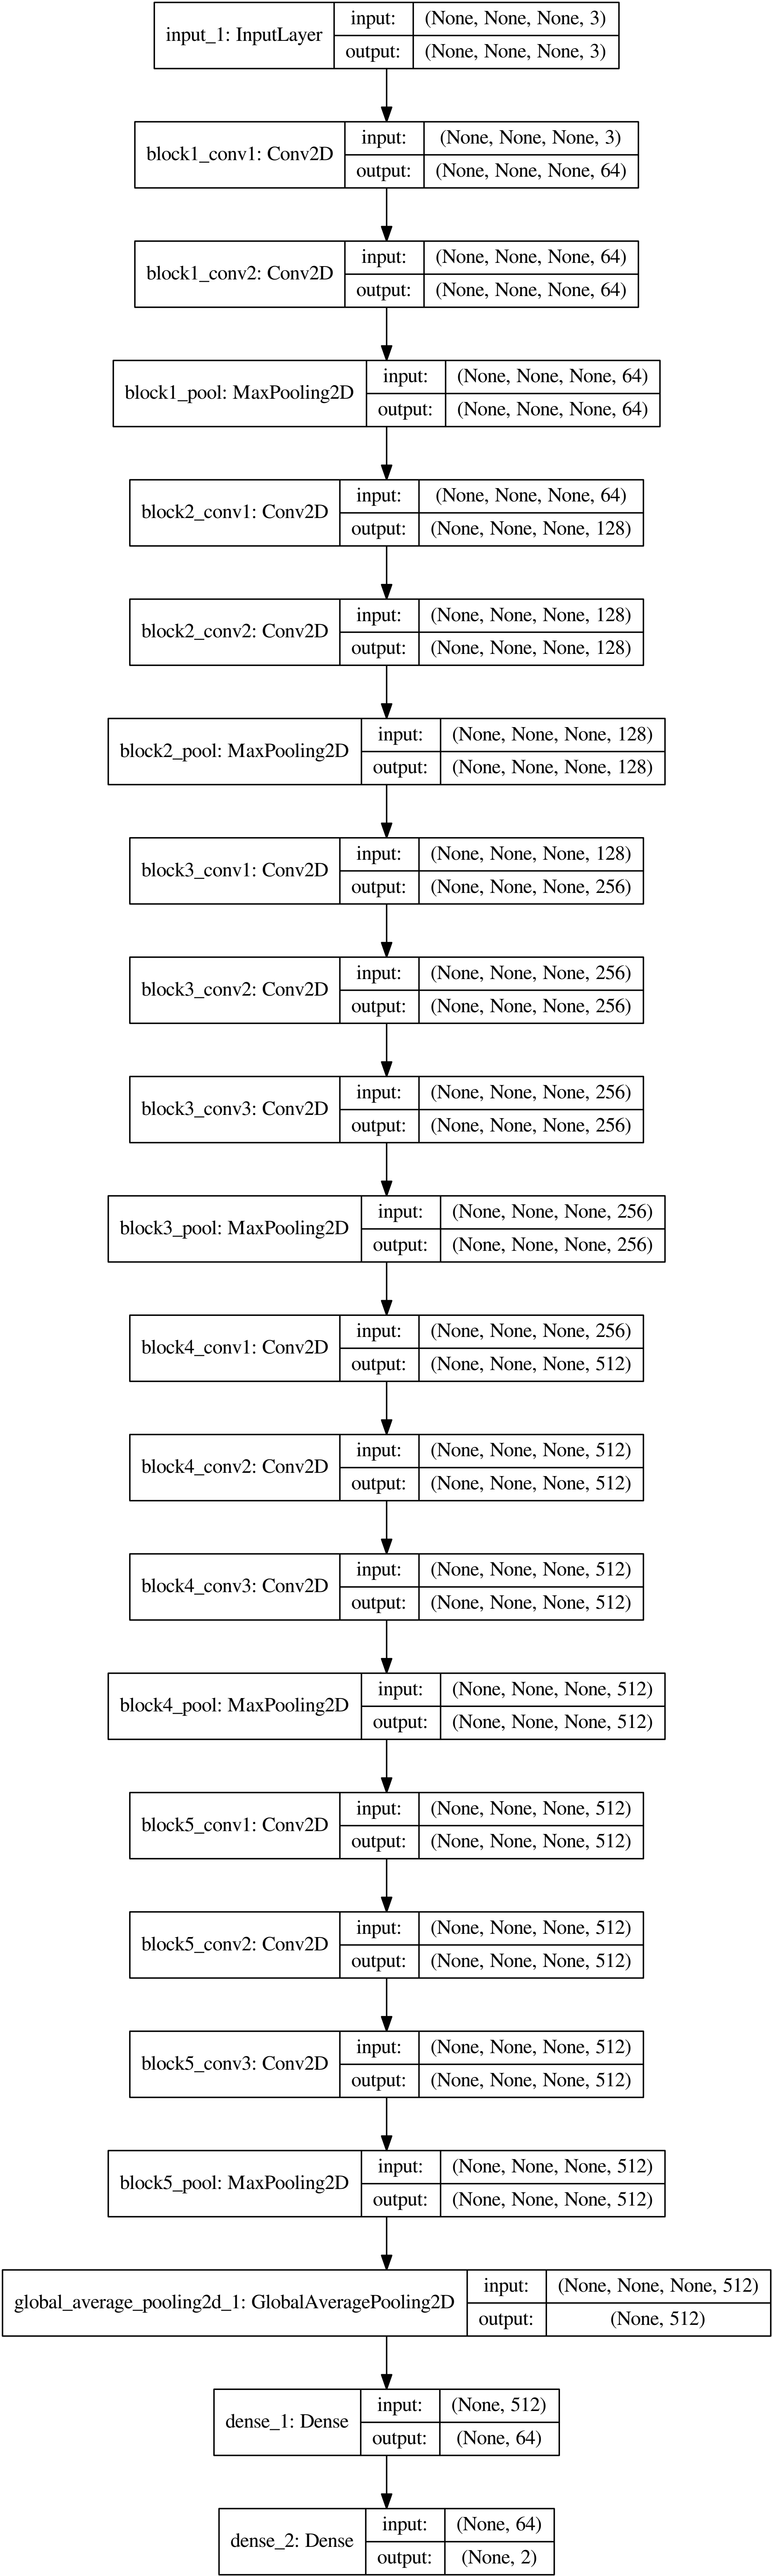 input_1: InputLayer
input: (None, None, None, 3)
output: (None, None, None, 3)
block1_conv1: Conv2D
input: (None, None, None, 3)
output: (None, None, None, 64)
block1_conv2: Conv2D
input: (None, None, None, 64)
output: (None, None, None, 64)
block1_pool: MaxPooling2D
input: (None, None, None, 64)
output: (None, None, None, 64)
block2_conv1: Conv2D
input: (None, None, None, 64)
output: (None, None, None, 128)
block2_conv2: Conv2D
input: (None, None, None, 128)
output: (None, None, None, 128)
block2_pool: MaxPooling2D
input: (None, None, None, 128)
output: (None, None, None, 128)
block3_conv1: Conv2D
input: (None, None, None, 128)
output: (None, None, None, 256)
block3_conv2: Conv2D
input: (None, None, None, 256)
output: (None, None, None, 256)
block3_conv3: Conv2D
input: (None, None, None, 256)
output: (None, None, None, 256)
block3_pool: MaxPooling2D
input: (None, None, None, 256)
output: (None, None, None, 256)
block4_conv1: Conv2D
input: (None, None, None, 256)
output: (None, None, None, 512)
block4_conv2: Conv2D
input: (None, None, None, 512)
output: (None, None, None, 512)
block4_conv3: Conv2D
input: (None, None, None, 512)
output: (None, None, None, 512)
block4_pool: MaxPooling2D
input: (None, None, None, 512)
output: (None, None, None, 512)
block5_conv1: Conv2D
input: (None, None, None, 512)
output: (None, None, None, 512)
block5_conv2: Conv2D
input: (None, None, None, 512)
output: (None, None, None, 512)
block5_conv3: Conv2D
input: (None, None, None, 512)
output: (None, None, None, 512)
block5_pool: MaxPooling2D
input: (None, None, None, 512)
output: (None, None, None, 512)
global_average_pooling2d_1: GlobalAveragePooling2D
input: (None, None, None, 512)
output: (None, 512)
dense_1: Dense
input: (None, 512)
output: (None, 64)
dense_2: Dense
input: (None, 64)
output: (None, 2)